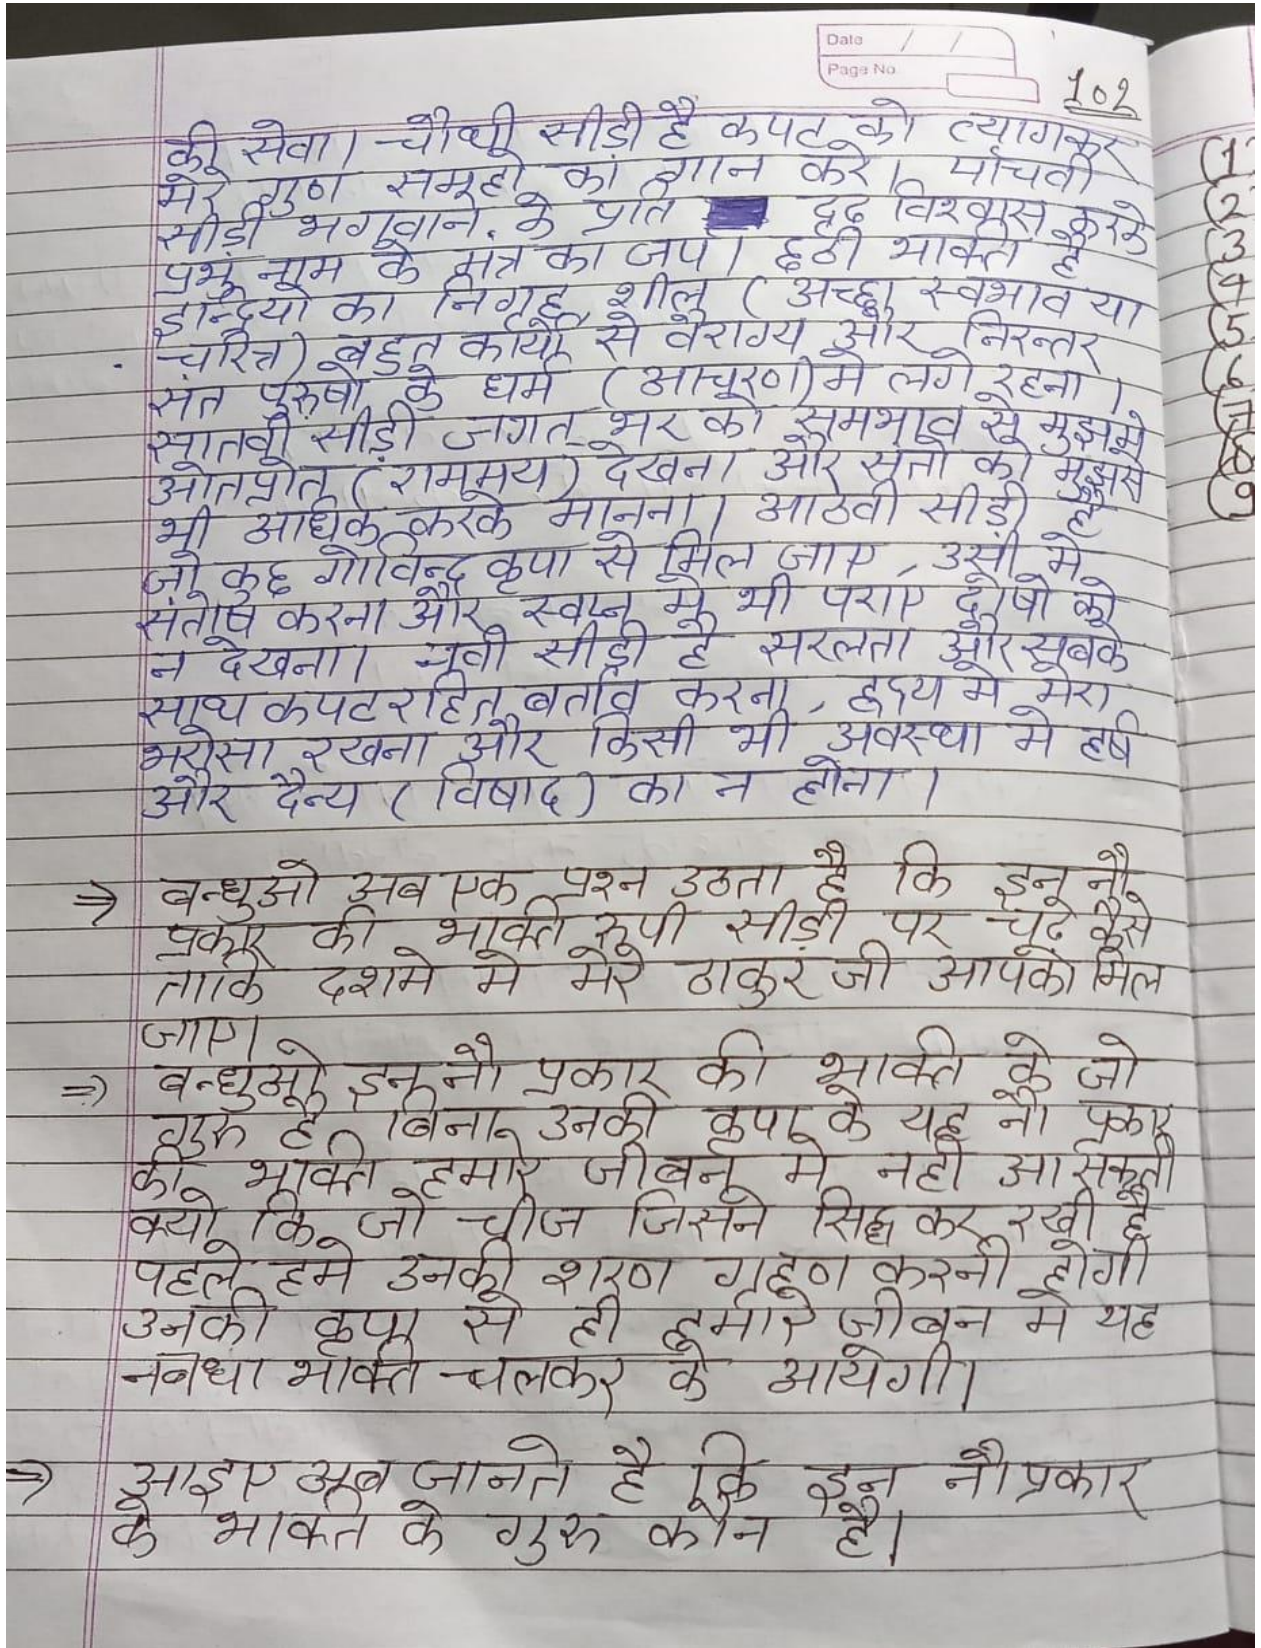 Date / /
Page No.
102
की सेवा। चौथी सीडी है कपट को त्यागकर
मेरे गुण समूहो का गान करे। पाँचवी
सीडी भगवान के प्रति दृढ विश्वास करके
प्रभु नाम के मंत्र का जप। छठी भक्ति है
इन्द्रियो का निग्रह, शील (अच्छा स्वभाव या
चरित्र) बहुत कार्यो से वैराग्य और निरन्तर
संत पुरुषो के धर्म (आचरण) मे लगे रहना।
सातवी सीड़ी जगत् भर को समभाव से मुझमे
ओतप्रोत (राममय) देखना और संतो को मुझसे
भी अधिक करके मानना। आठवी सीड़ी है
जो कुछ गोविन्द कृपा से मिल जाए, उसी मे
संतोष करना और स्वप्न मे भी पराए दोषो को
न देखना। नवी सीड़ी है सरलता और सबके
साथ कपटरहित बर्ताव करना, हृदय मे मेरा
भरोसा रखना और किसी भी अवस्था मे हर्ष
और दैन्य (विषाद) का न होना।
⇒ बन्धुओ अब एक प्रश्न उठता है कि इन नौ
प्रकार की भक्ति रूपी सीड़ी पर चढे कैसे
ताकि दशमे मे मेरे ठाकुर जी आपको मिल
जाए।
⇒ बन्धुओ इन नौ प्रकार की भक्ति के जो
गुरु है बिना उनकी कृपा के यह नौ प्रकार
की भक्ति हमारे जीबन मे नही आ सकती
क्यो कि जो चीज जिसने सिद्ध कर रखी है
पहले हमे उनकी शरण ग्रहण करनी होगी
उनकी कृपा से ही हमारे जीबन मे यह
नबधा भक्ति चलकर के आयेगी।
⇒ आइए अब जानते है कि इन नौ प्रकार
के भक्ति के गुरु कौन है।
(1)
(2
(3
(4
(5
(6
(7
(8
(9